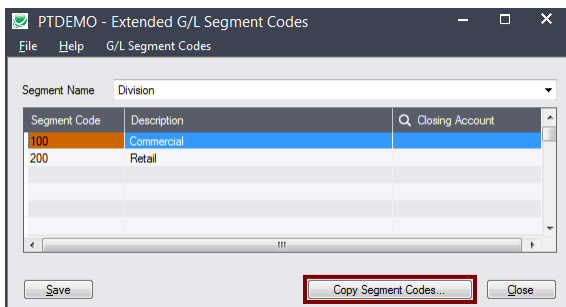 PTDEMO - Extended G/L Segment Codes
File Help G/L Segment Codes
Segment Name Division
Segment Code Description Closing Account
100 Commercial
200 Retail
Save Copy Segment Codes... Close